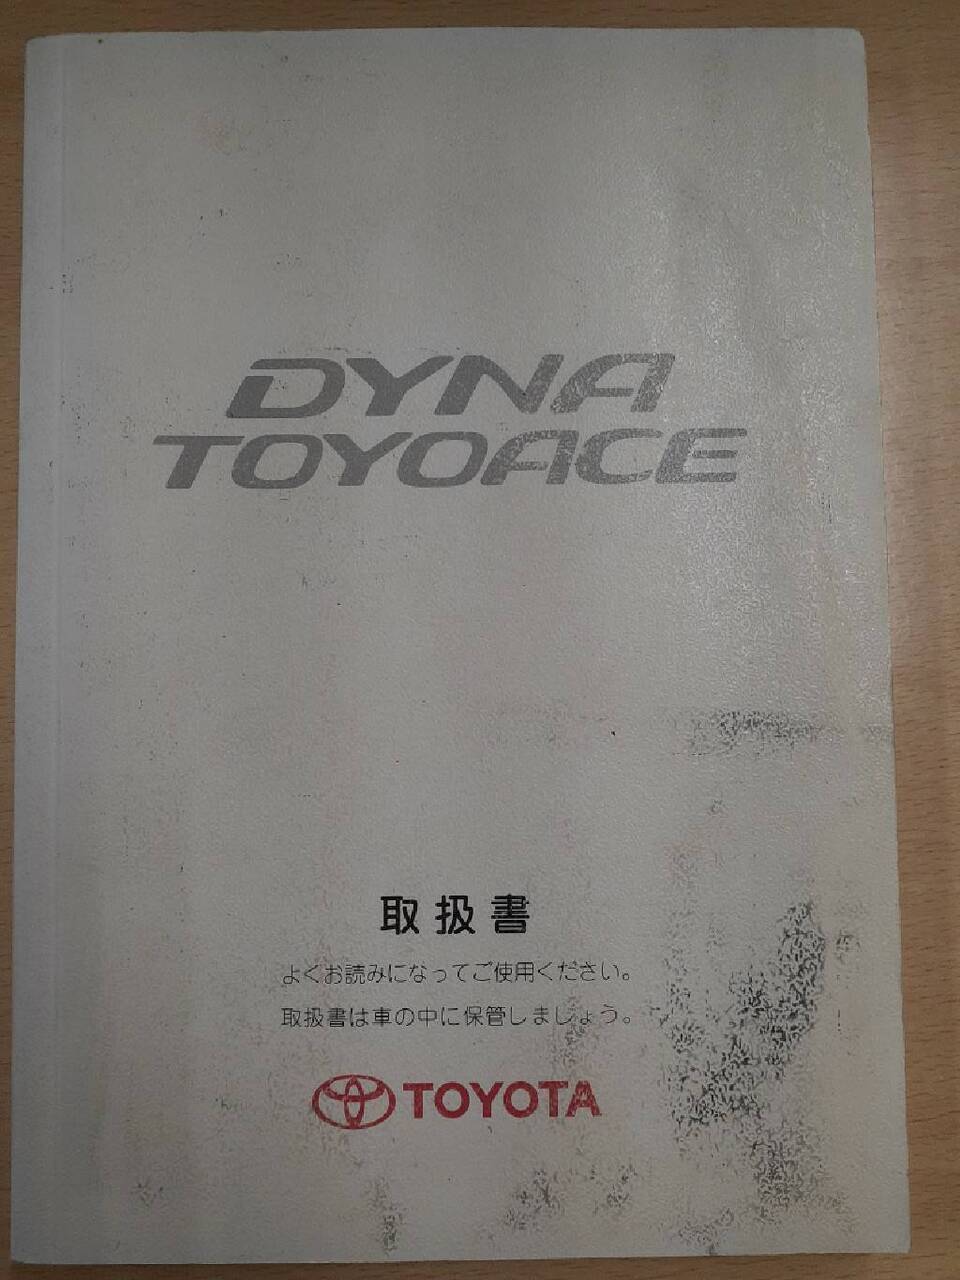 DYNA
TOYOACE
取扱書
よくお読みになってご使用ください。
取扱書は車の中に保管しましょう。
TOYOTA